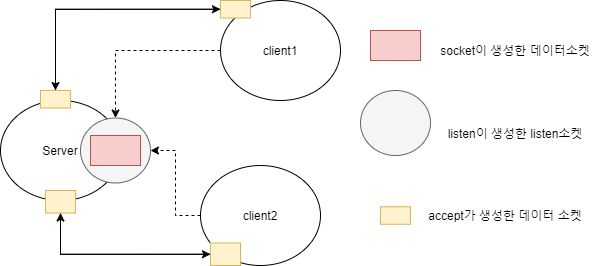 client1
socket이 생성한 데이터소켓
listen이 생성한 listen소켓
Server
client2
accept가 생성한 데이터 소켓